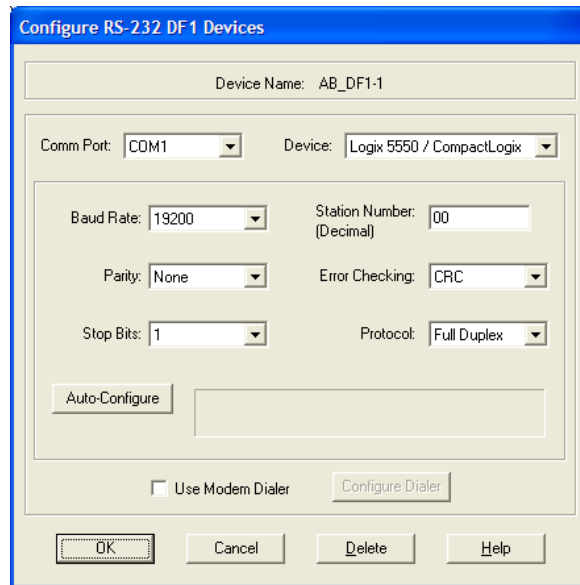 Configure RS-232 DF1 Devices
Device Name: AB_DF1-1
Comm Port: COM1 Device: Logix 5550 / CompactLogix
Baud Rate: 19200 Station Number: 00
(Decimal)
Parity: None Error Checking: CRC
Stop Bits: 1 Protocol: Full Duplex
Auto-Configure
Use Modem Dialer Configure Dialer
OK Cancel Delete Help